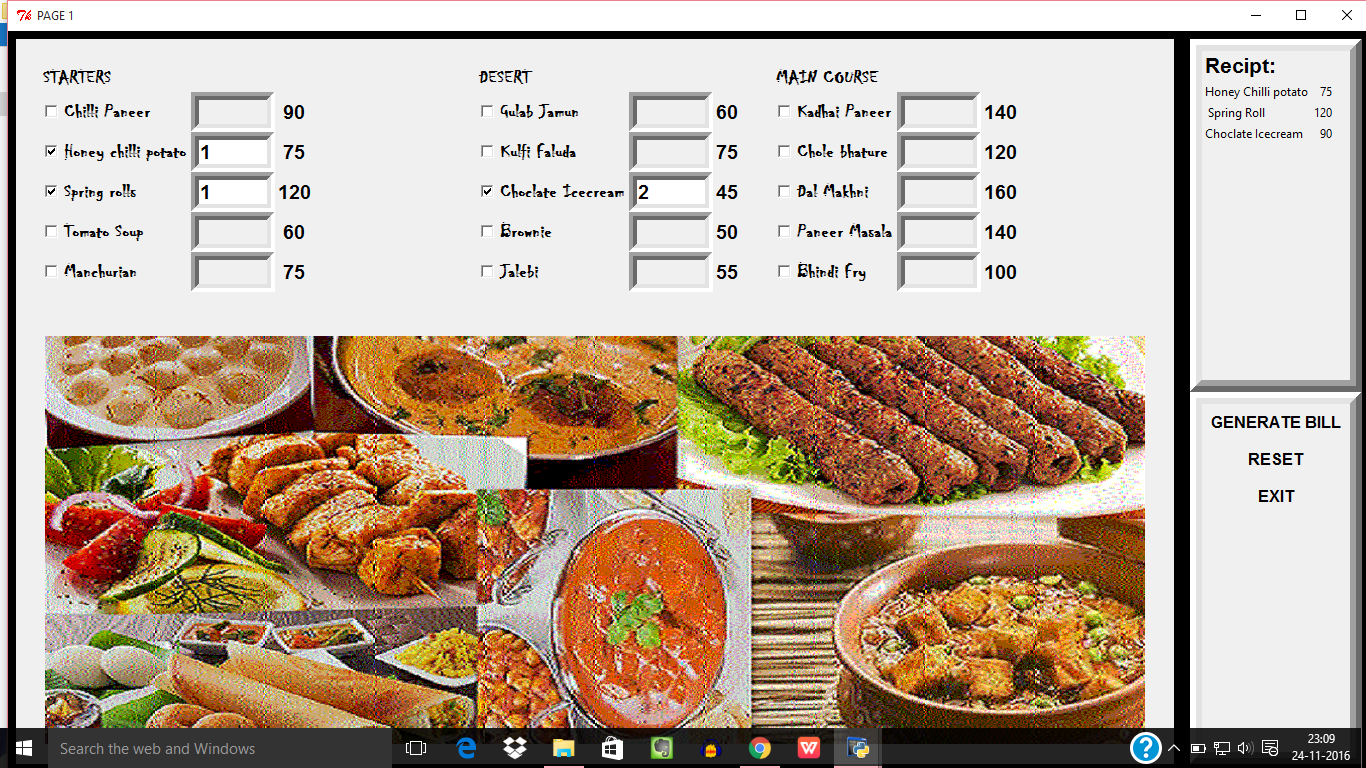 PAGE 1
STARTERS
Chilli Paneer 90
Honey chilli potato 1 75
Spring rolls 1 120
Tomato Soup 60
Manchurian 75
DESERT
Gulab Jamun 60
Kulfi Faluda 75
Choclate Icecream 2 45
Brownie 50
Jalebi 55
MAIN COURSE
Kadhai Paneer 140
Chole bhature 120
Dal Makhni 160
Paneer Masala 140
Bhindi Fry 100
Recipt:
Honey Chilli potato 75
Spring Roll 120
Choclate Icecream 90
GENERATE BILL
RESET
EXIT
Search the web and Windows
23:09
24-11-2016